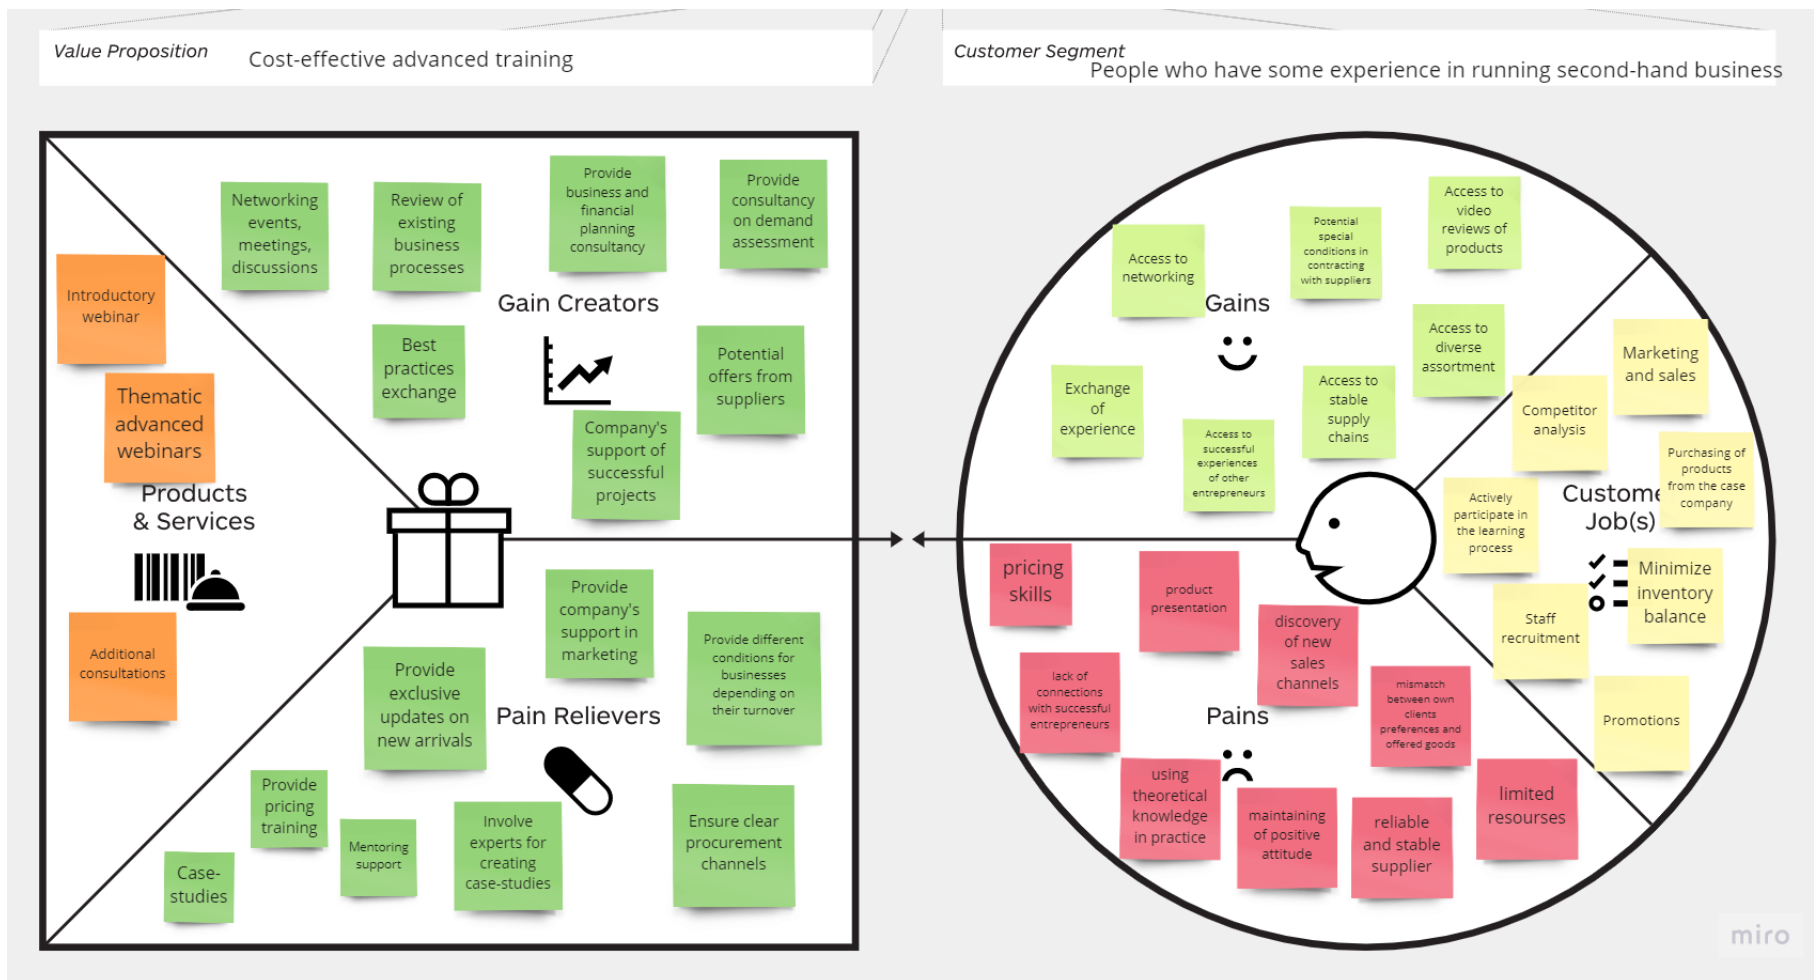 Value Proposition
Cost-effective advanced training
Customer Segment
People who have some experience in running second-hand business
Networking
events,
meetings,
discussions
Review of
existing
business
processes
Provide
business and
financial
planning
consultancy
Provide
consultancy
on demand
assessment
Gain Creators
Best
practices
exchange
Potential
offers from
suppliers
Company's
support of
successful
projects
Introductory
webinar
Thematic
advanced
webinars
Products
& Services
Additional
consultations
Provide
company's
support in
marketing
Provide different
conditions for
businesses
depending on
their turnover
Provide
exclusive
updates on
new arrivals
Pain Relievers
Provide
pricing
training
Mentoring
support
Case-
studies
Involve
experts for
creating
case-studies
Ensure clear
procurement
channels
Access to
networking
Potential
special
conditions in
contracting
with suppliers
Access to
video
reviews of
products
Gains
Access to
diverse
assortment
Exchange
of
experience
Access to
successful
experiences
of other
entrepreneurs
Access to
stable
supply
chains
Marketing
and sales
Competitor
analysis
Purchasing of
products
from the case
company
Actively
participate in
the learning
process
Custome
Job(s)
Minimize
inventory
balance
Staff
recruitment
Promotions
pricing
skills
product
presentation
discovery
of new
sales
channels
lack of
connections
with successful
entrepreneurs
Pains
mismatch
between own
clients
preferences and
offered goods
using
theoretical
knowledge
in practice
maintaining
of positive
attitude
reliable
and stable
supplier
limited
resourses
miro